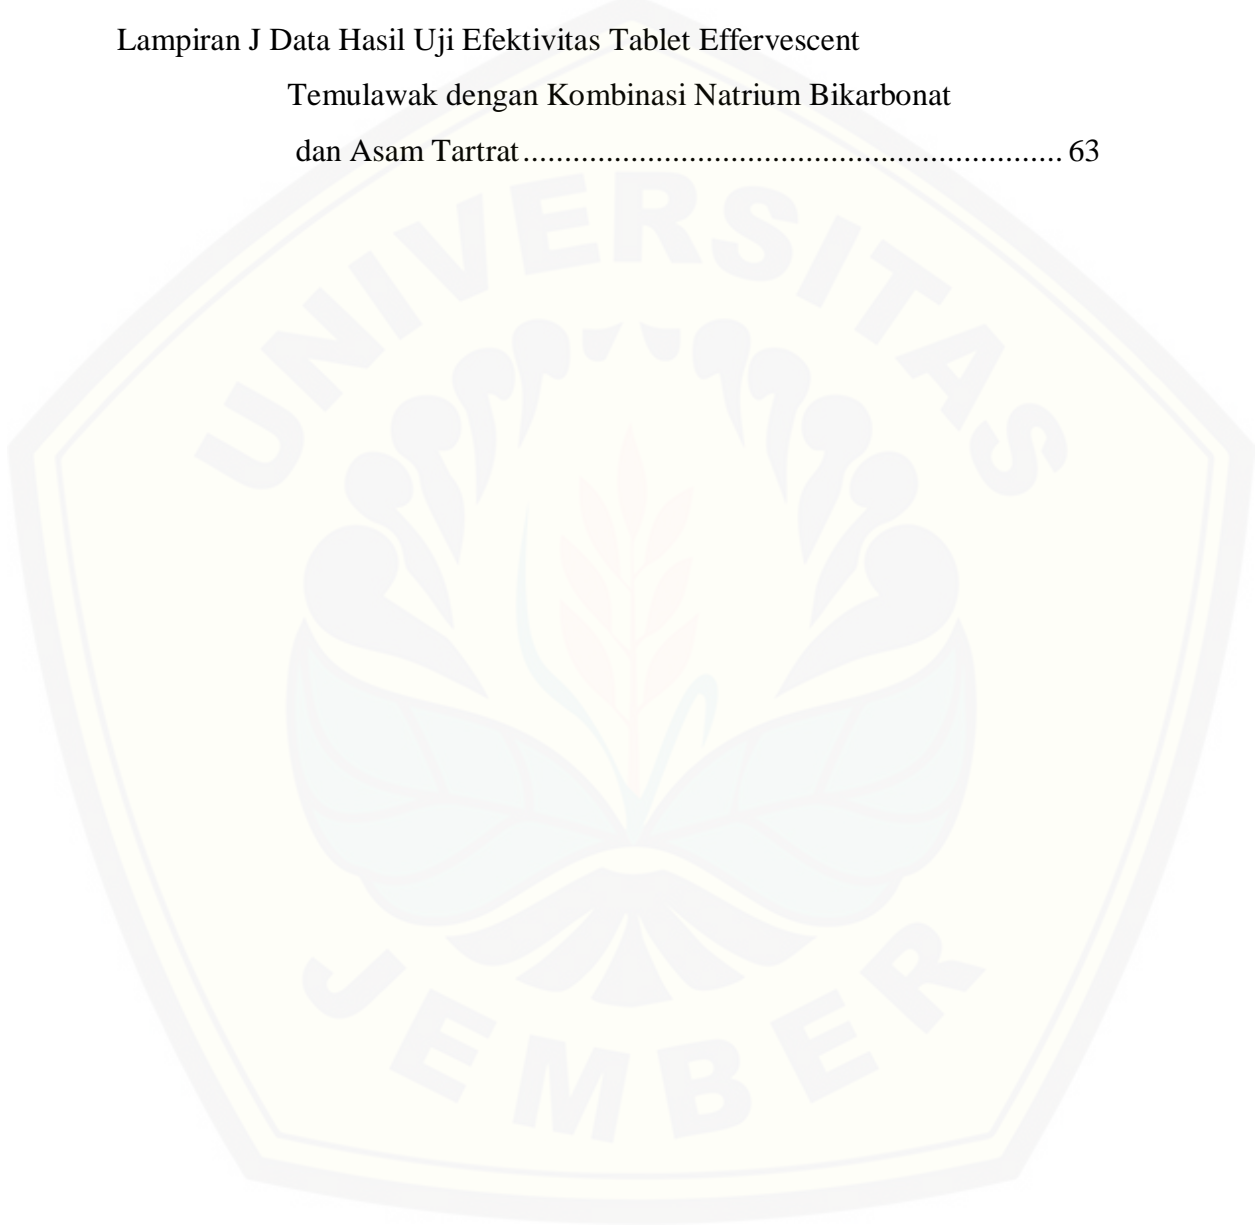 Lampiran J Data Hasil Uji Efektivitas Tablet Effervescent
Temulawak dengan Kombinasi Natrium Bikarbonat
dan Asam Tartrat................................................................. 63
UNIVERSITAS
JEMBER